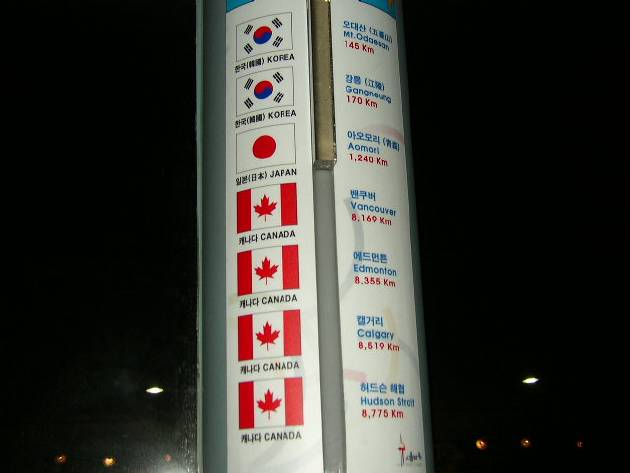 오대산 (五臺山)
Mt.Odaesan
145 Km
한국(韓國) KOREA
강릉 (江陵)
Gangneung
170 Km
한국(韓國) KOREA
아오모리 (青森)
Aomori
1,240 Km
일본(日本) JAPAN
밴쿠버
Vancouver
8,169 Km
캐나다 CANADA
에드먼튼
Edmonton
8,355 Km
캐나다 CANADA
캘거리
Calgary
8,519 Km
캐나다 CANADA
허드슨 해협
Hudson Strait
8,775 Km
캐나다 CANADA